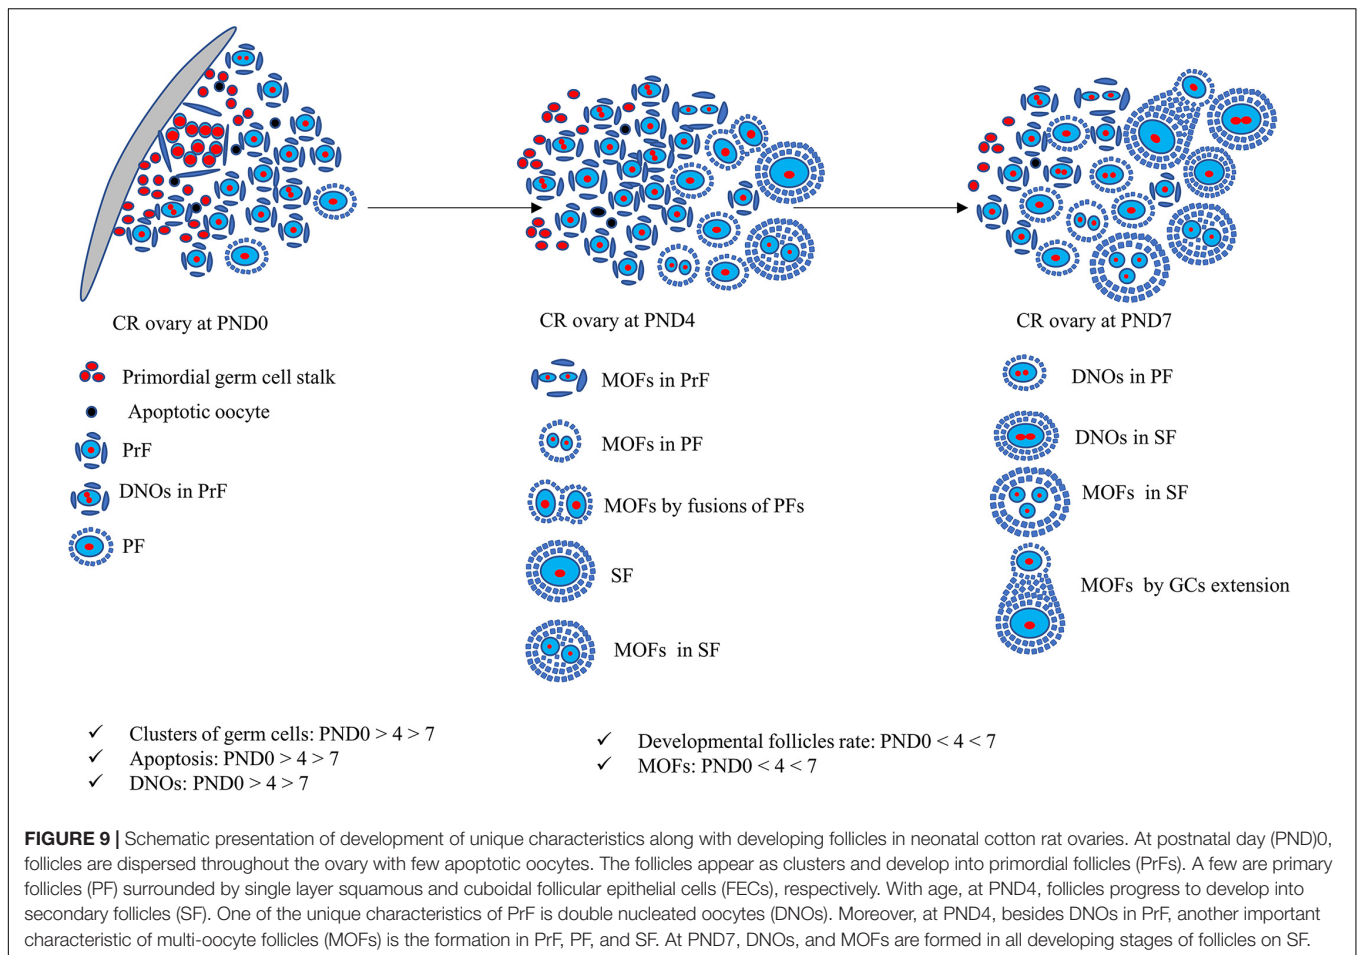 CR ovary at PND0
CR ovary at PND4
CR ovary at PND7
Primordial germ cell stalk
Apoptotic oocyte
PrF
DNOs in PrF
PF
MOFs in PrF
MOFs in PF
MOFs by fusions of PFs
SF
MOFs in SF
DNOs in PF
DNOs in SF
MOFs in SF
MOFs by GCs extension
✓ Clusters of germ cells: PND0 > 4 > 7
✓ Apoptosis: PND0 > 4 > 7
✓ DNOs: PND0 > 4 > 7
✓ Developmental follicles rate: PND0 < 4 < 7
✓ MOFs: PND0 < 4 < 7
FIGURE 9 | Schematic presentation of development of unique characteristics along with developing follicles in neonatal cotton rat ovaries. At postnatal day (PND)0,
follicles are dispersed throughout the ovary with few apoptotic oocytes. The follicles appear as clusters and develop into primordial follicles (PrFs). A few are primary
follicles (PF) surrounded by single layer squamous and cuboidal follicular epithelial cells (FECs), respectively. With age, at PND4, follicles progress to develop into
secondary follicles (SF). One of the unique characteristics of PrF is double nucleated oocytes (DNOs). Moreover, at PND4, besides DNOs in PrF, another important
characteristic of multi-oocyte follicles (MOFs) is the formation in PrF, PF, and SF. At PND7, DNOs, and MOFs are formed in all developing stages of follicles on SF.